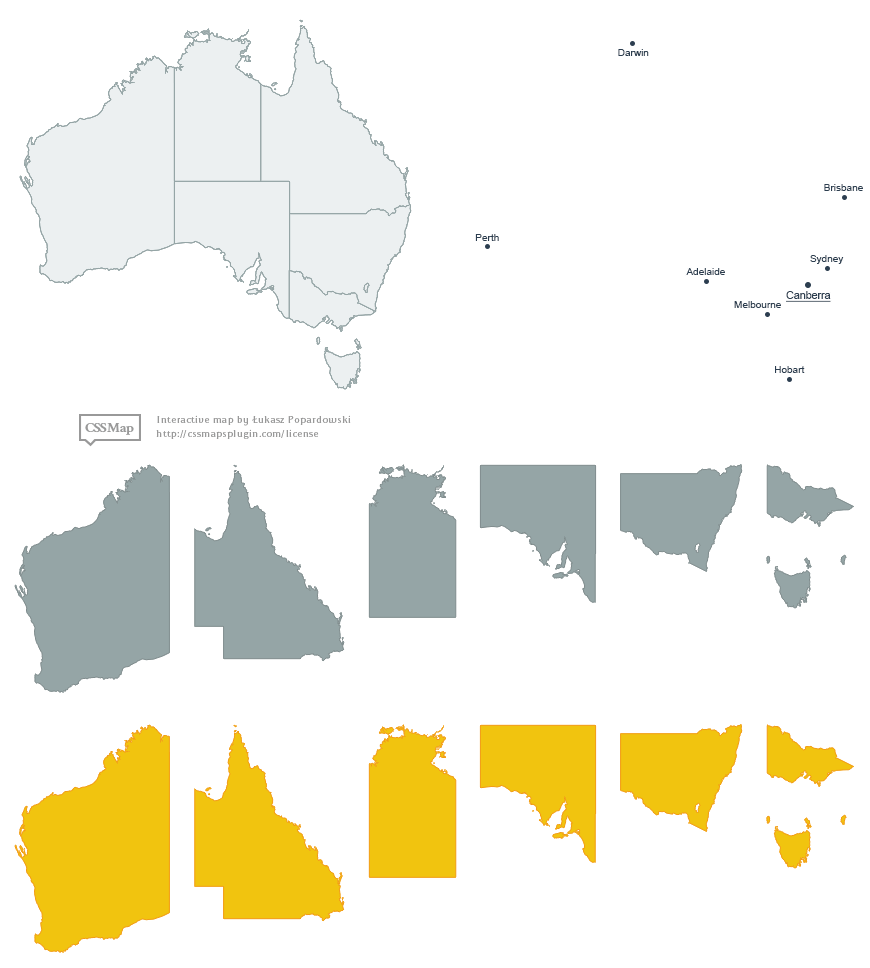 Darwin
Brisbane
Perth
Sydney
Adelaide
Canberra
Melbourne
Hobart
CSSMap
Interactive map by Łukasz Popardowski
http://cssmapsplugin.com/license